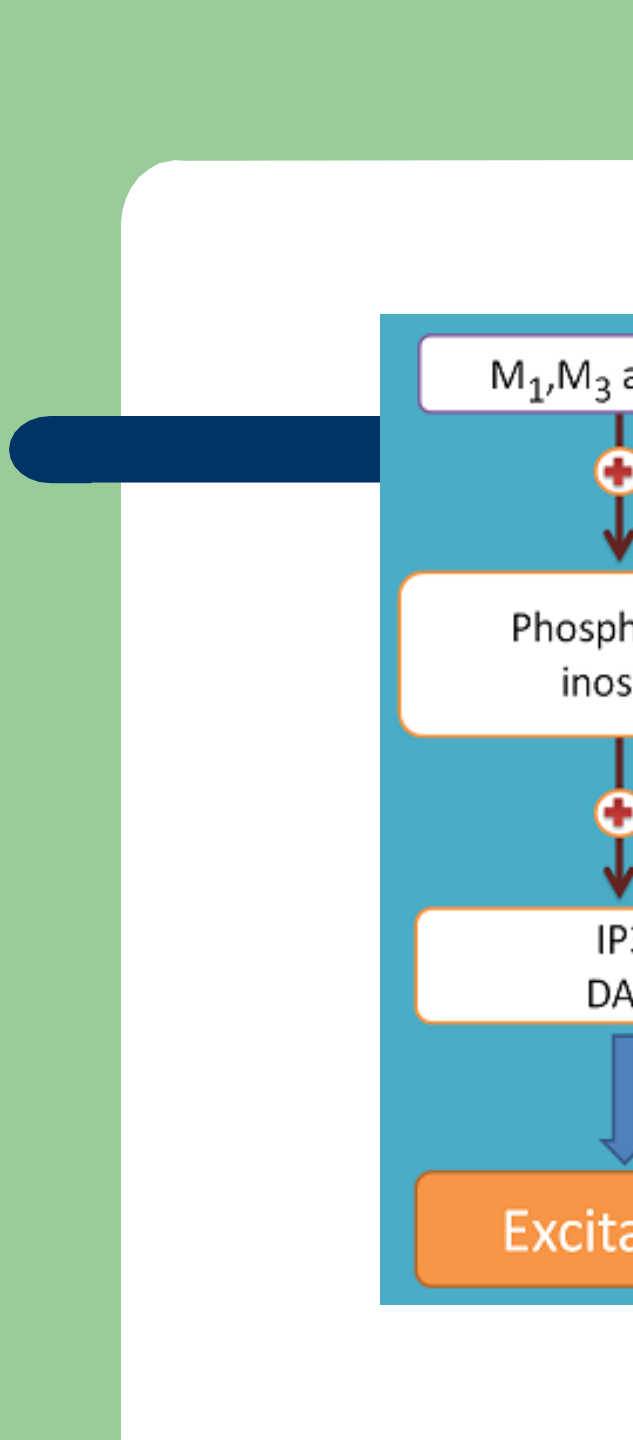 M₁,M₃ a
Phosph
inos
IP
DA
Excita